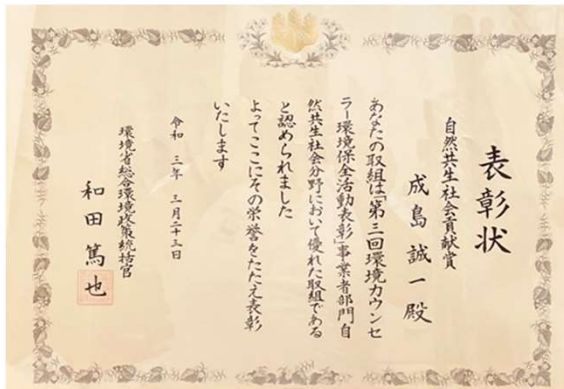 表彰状
自然共生社会貢献賞
成島誠一殿
あなたの取組は「第三回環境カウンセ
ラー環境保全活動表彰」事業者部門自
然共生社会分野において優れた取組である
と認められました
よってここにその栄誉をたたえ表彰
いたします
令和 三年 三月二十三日
環境省総合環境政策統括官
和田篤也